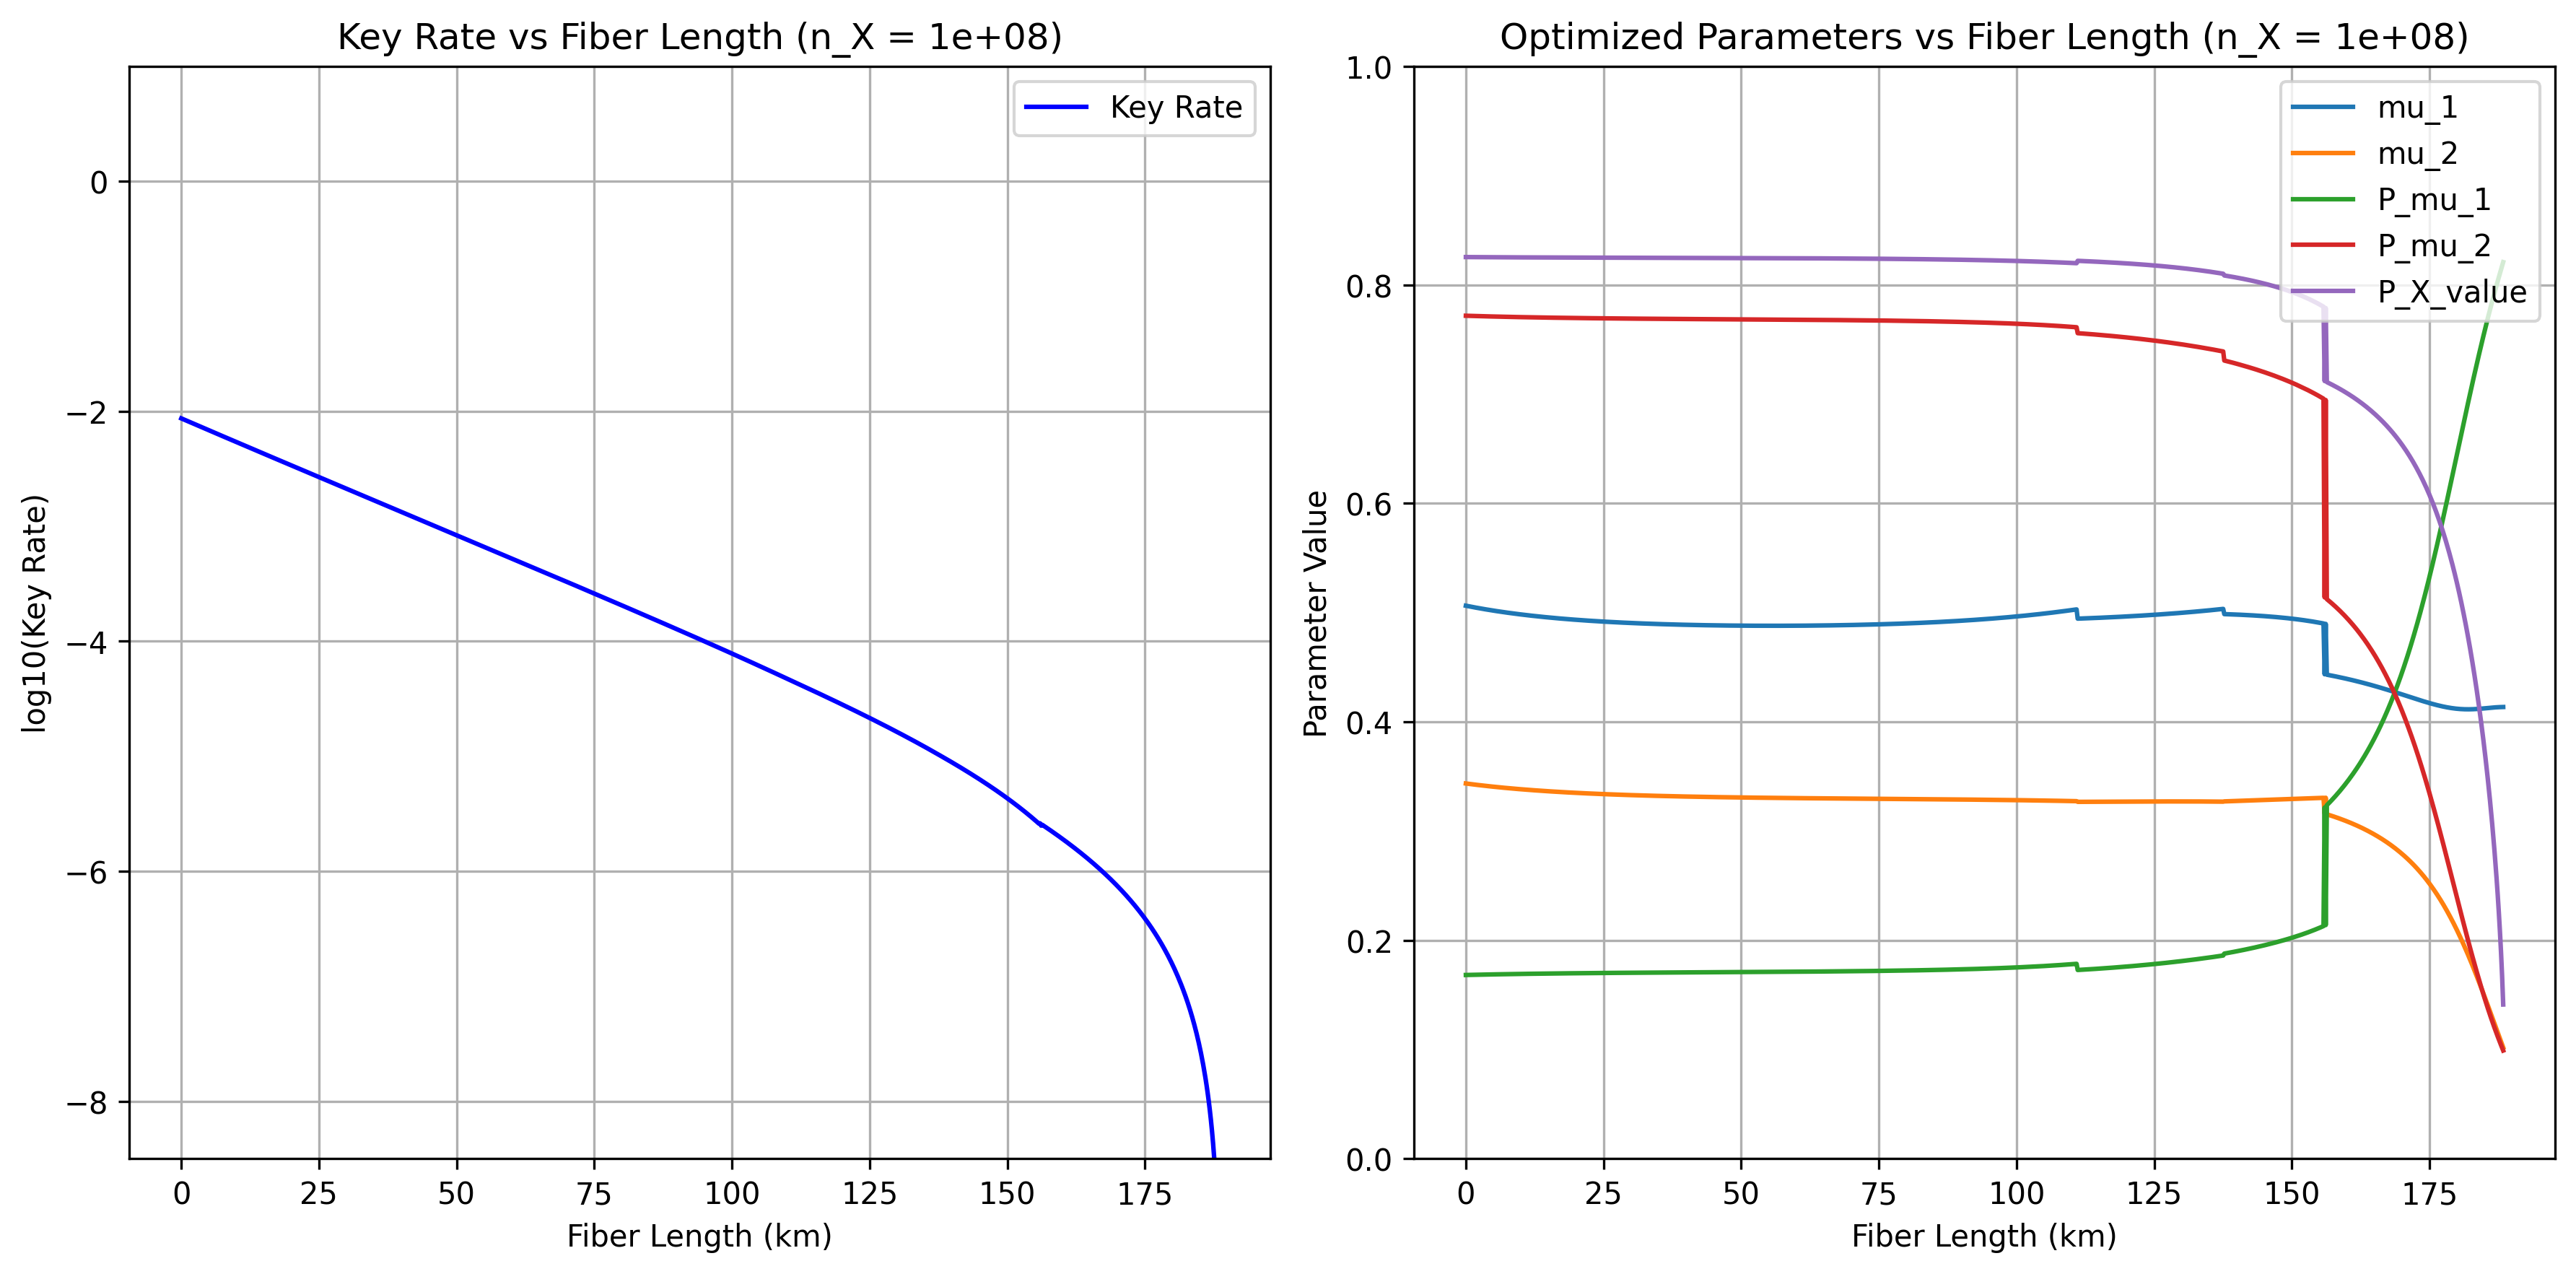 Key Rate vs Fiber Length (n_X = 1e+08)
Key Rate
log10(Key Rate)
0
−2
−4
−6
−8
0 25 50 75 100 125 150 175
Fiber Length (km)
Optimized Parameters vs Fiber Length (n_X = 1e+08)
mu_1
mu_2
P_mu_1
P_mu_2
P_X_value
Parameter Value
1.0
0.8
0.6
0.4
0.2
0.0
0 25 50 75 100 125 150 175
Fiber Length (km)